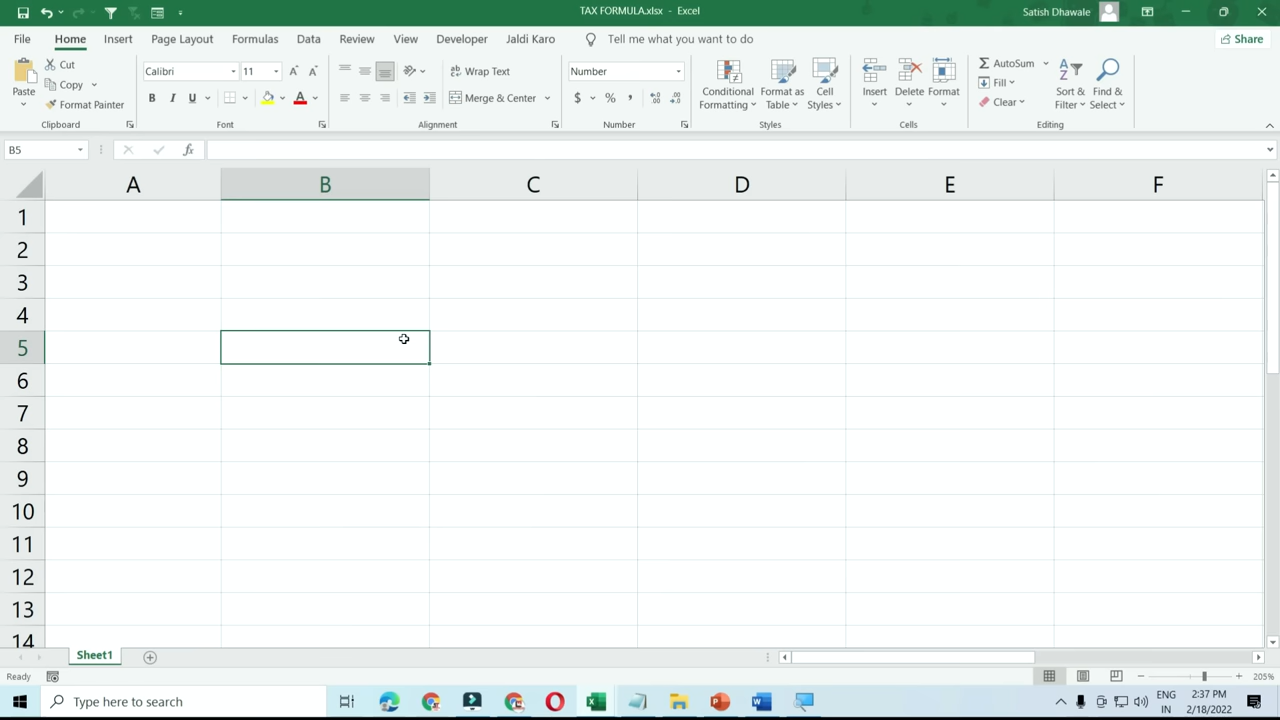 TAX FORMULA.xlsx - Excel
Satish Dhawale
File Home Insert Page Layout Formulas Data Review View Developer Jaldi Karo Tell me what you want to do Share
Paste
Cut
Copy
Format Painter
Clipboard
Calibri 11
B I U
Font
Wrap Text
Merge & Center
Alignment
Number
$ % ,
Number
Conditional Formatting
Format as Table
Cell Styles
Styles
Insert Delete Format
Cells
AutoSum
Fill
Clear
Sort & Filter
Find & Select
Editing
B5 fx
A B C D E F
1
2
3
4
5
6
7
8
9
10
11
12
13
14
Sheet1
Ready 205%
Type here to search
ENG IN
2:37 PM
2/18/2022